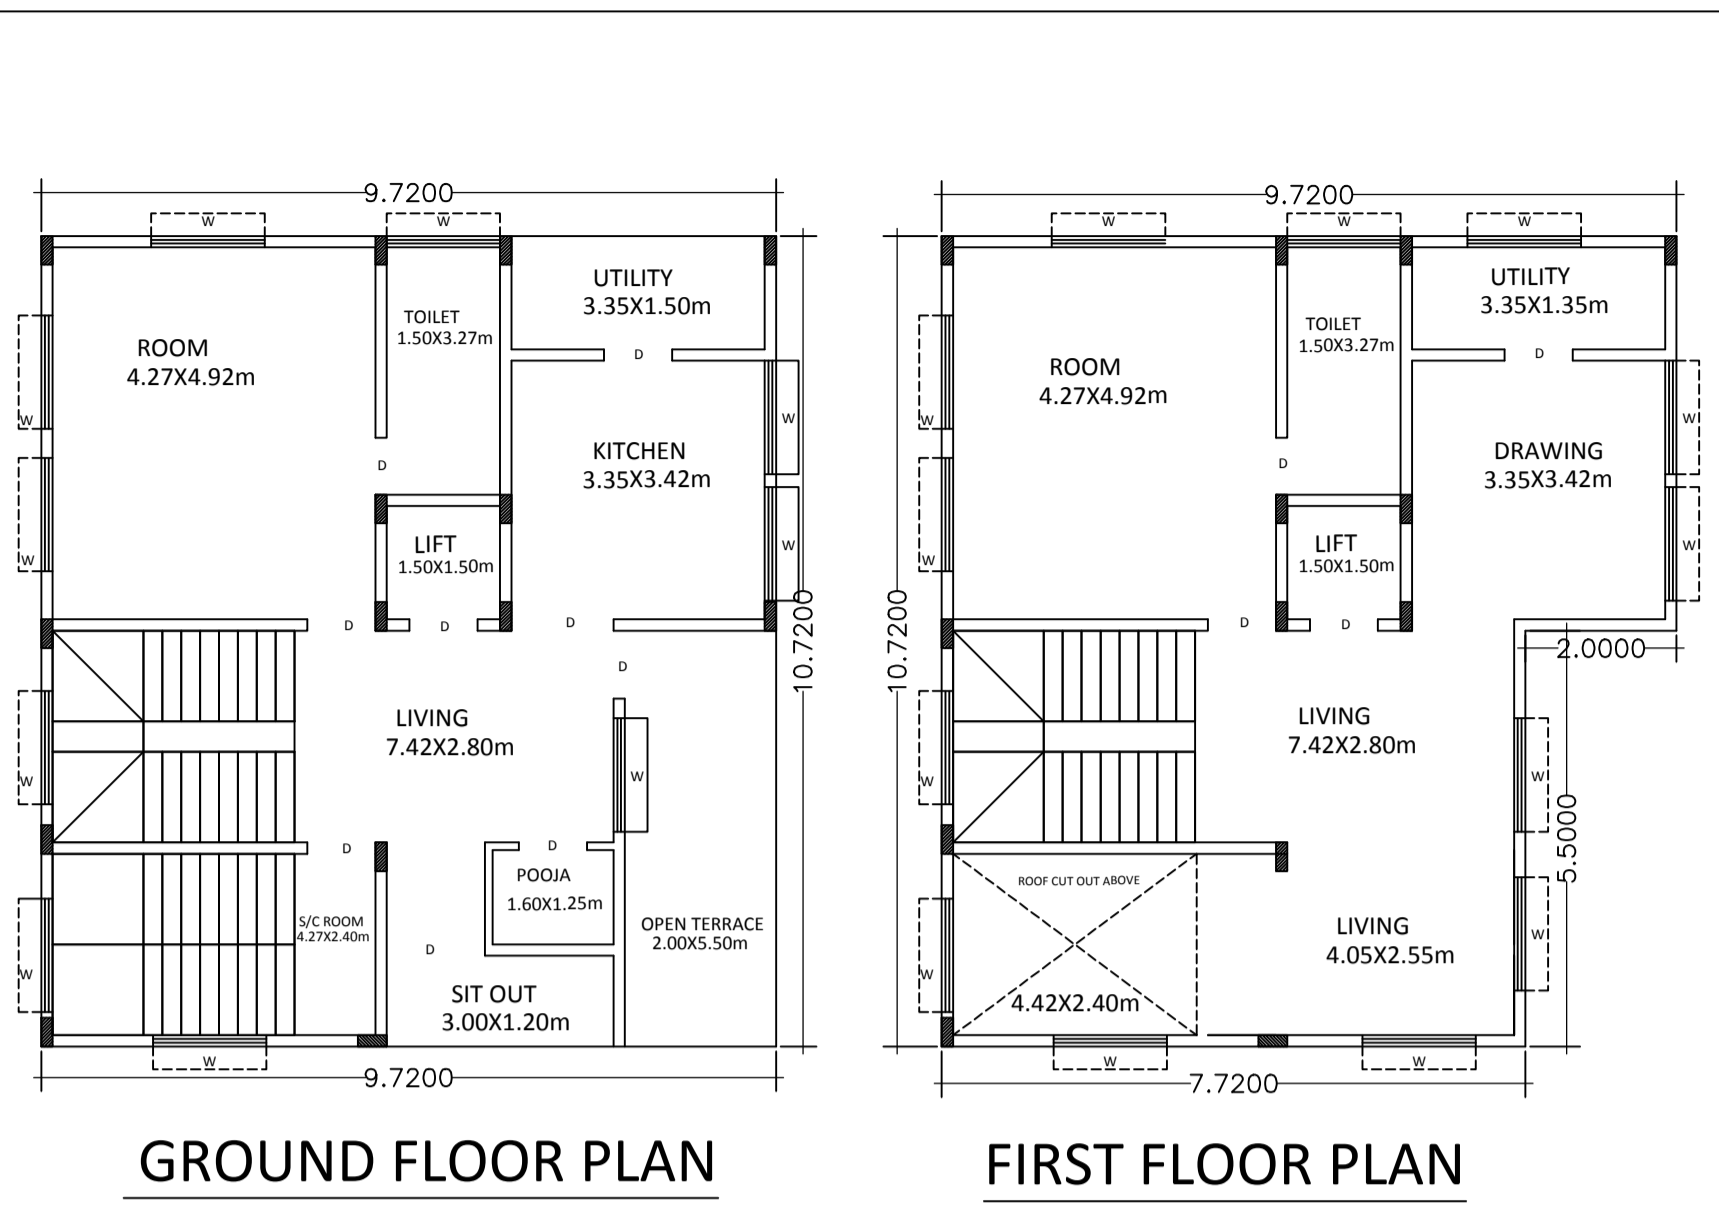 9.7200
W
W
UTILITY
3.35X1.50m
TOILET
1.50X3.27m
ROOM
4.27X4.92m
D
W
W
KITCHEN
3.35X3.42m
D
LIFT
1.50X1.50m
W
W
D
D
D
10.7200
D
LIVING
7.42X2.80m
W
W
D
D
POOJA
1.60X1.25m
S/C ROOM
4.27X2.40m
OPEN TERRACE
2.00X5.50m
D
W
SIT OUT
3.00X1.20m
W
9.7200
GROUND FLOOR PLAN
9.7200
W
W
W
UTILITY
3.35X1.35m
TOILET
1.50X3.27m
D
ROOM
4.27X4.92m
W
W
DRAWING
3.35X3.42m
D
LIFT
1.50X1.50m
W
W
10.7200
D
D
2.0000
LIVING
7.42X2.80m
W
W
5.5000
ROOF CUT OUT ABOVE
LIVING
4.05X2.55m
W
W
4.42X2.40m
W
W
7.7200
FIRST FLOOR PLAN